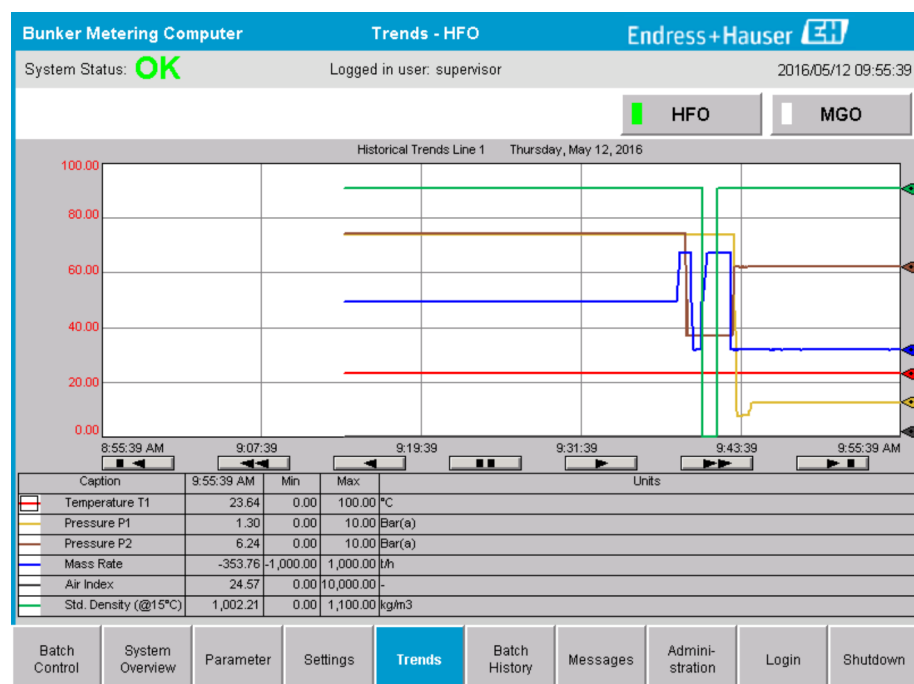 Bunker Metering Computer Trends - HFO Endress+Hauser EH
System Status: OK Logged in user: supervisor 2016/05/12 09:55:39
HFO MGO
Historical Trends Line 1 Thursday, May 12, 2016
100.00
80.00
60.00
40.00
20.00
0.00
8:55:39 AM 9:07:39 9:19:39 9:31:39 9:43:39 9:55:39 AM
Caption 9:55:39 AM Min Max Units
Temperature T1 23.64 0.00 100.00 °C
Pressure P1 1.30 0.00 10.00 Bar(a)
Pressure P2 6.24 0.00 10.00 Bar(a)
Mass Rate -353.76 -1,000.00 1,000.00 t/h
Air Index 24.57 0.00 10,000.00 -
Std. Density (@15°C) 1,002.21 0.00 1,100.00 kg/m3
Batch Control System Overview Parameter Settings Trends Batch History Messages Admini-stration Login Shutdown